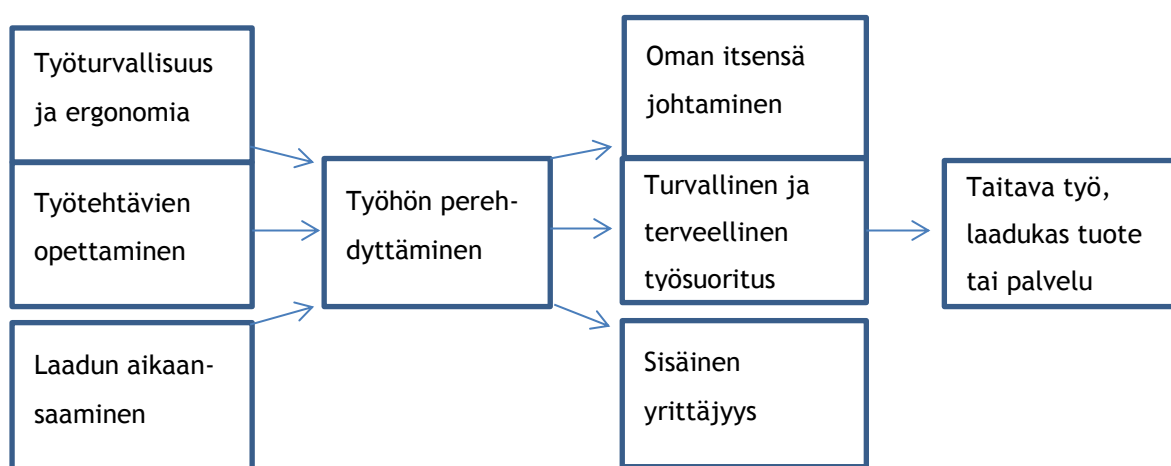 Työturvallisuus
ja ergonomia
Työtehtävien
opettaminen
Laadun aikaan-
saaminen
Työhön pereh-
dyttäminen
Oman itsensä
johtaminen
Turvallinen ja
terveellinen
työsuoritus
Sisäinen
yrittäjyys
Taitava työ,
laadukas tuote
tai palvelu